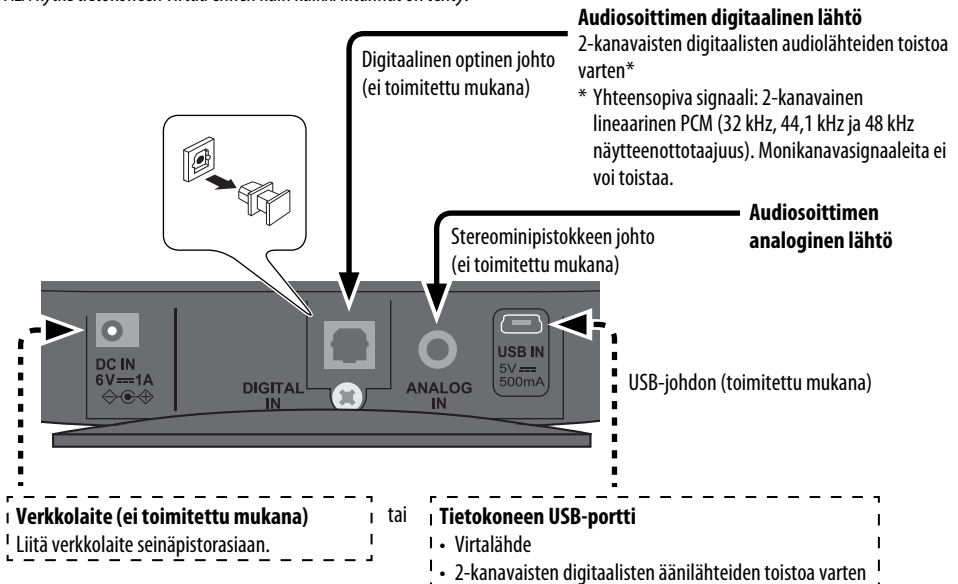 Audiosoittimen digitaalinen lähtö
2-kanavaisten digitaalisten audiolähteiden toistoa
varten*
* Yhteensopiva signaali: 2-kanavainen
lineaarinen PCM (32 kHz, 44,1 kHz ja 48 kHz
näytteenottotaajuus). Monikanavasignaaleita ei
voi toistaa.
Digitaalinen optinen johto
(ei toimitettu mukana)
Audiosoittimen
analoginen lähtö
Stereominipistokkeen johto
(ei toimitettu mukana)
DC IN
6V 1A
DIGITAL
IN
ANALOG
IN
USB IN
5V
500mA
USB-johdon (toimitettu mukana)
Verkkolaite (ei toimitettu mukana)
Liitä verkkolaite seinäpistorasiaan.
tai
Tietokoneen USB-portti
• Virtalähde
• 2-kanavaisten digitaalisten äänilähteiden toistoa varten